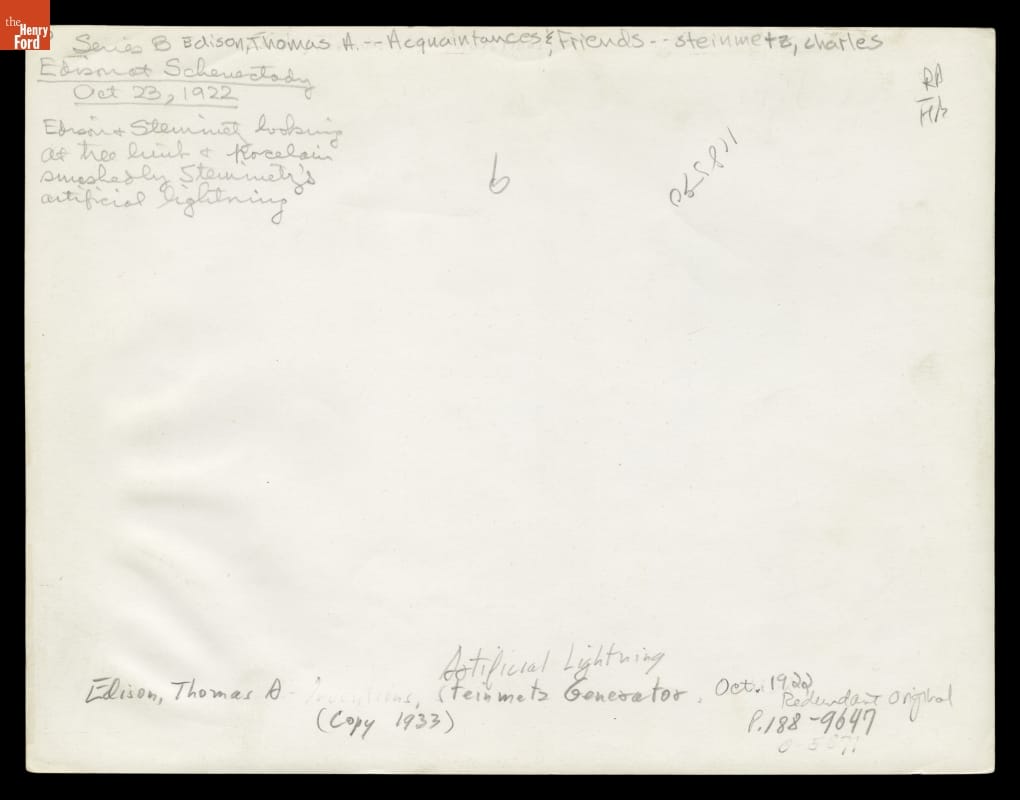 the
Henry
Ford
Series B Edison, Thomas A. -- Acquaintances & Friends -- Steinmetz, Charles
Edison at Schenectady
Oct 23, 1922
Edison & Steinmetz looking
at tree limb & Porcelain
smashed by Steinmetz's
artificial lightning
6
Artificial Lightning
Edison, Thomas A - Inventions, Steinmetz Generator, Oct. 1922
(Copy 1933)
Redundant Original
P.188-9647